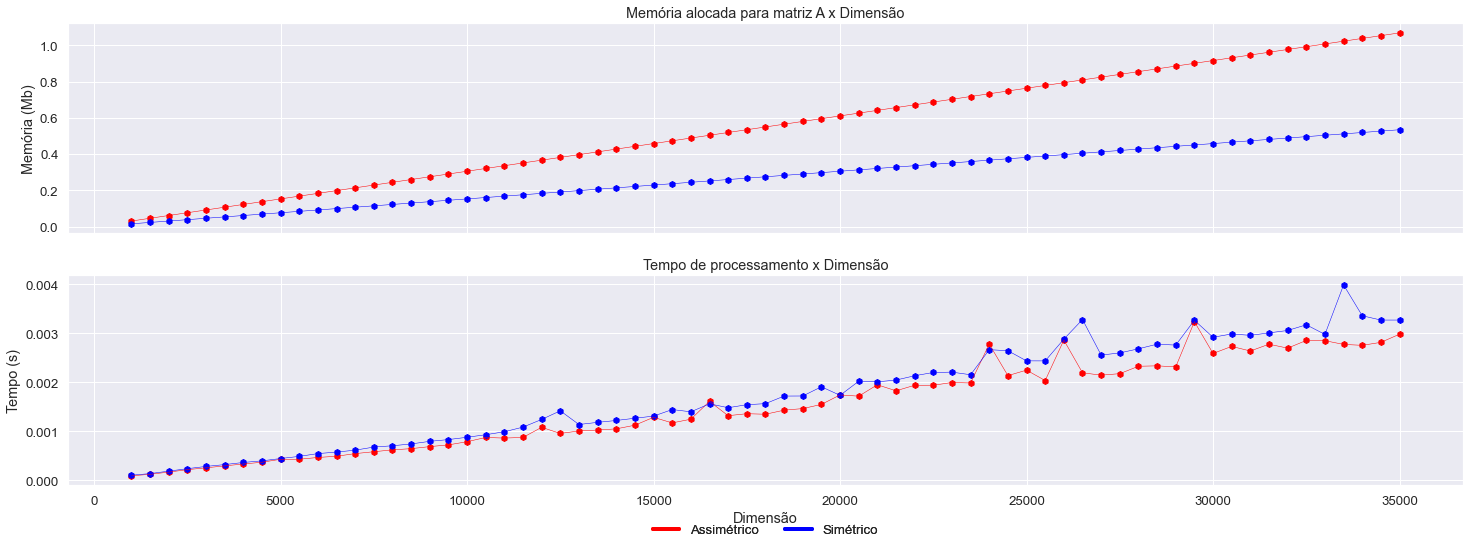 Memória alocada para matriz A x Dimensão
Memória (Mb)
1.0
0.8
0.6
0.4
0.2
0.0
Tempo de processamento x Dimensão
Tempo (s)
0.004
0.003
0.002
0.001
0.000
0 5000 10000 15000 20000 25000 30000 35000
Dimensão
Assimétrico Simétrico